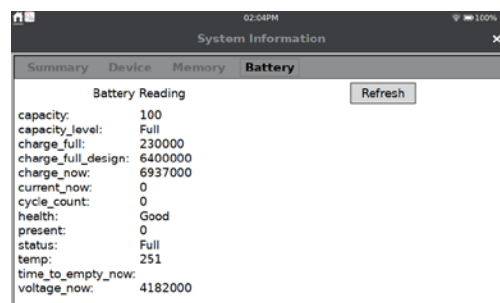 02:04PM 100%
System Information ×
Summary Device Memory Battery
Battery Reading Refresh
capacity: 100
capacity_level: Full
charge_full: 230000
charge_full_design: 6400000
charge_now: 6937000
current_now: 0
cycle_count: 0
health: Good
present: 0
status: Full
temp: 251
time_to_empty_now:
voltage_now: 4182000